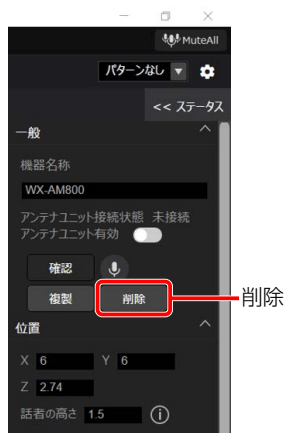 MuteAll
パターンなし
<< ステータス
一般
機器名称
WX-AM800
アンテナユニット接続状態 未接続
アンテナユニット有効
確認
複製 削除 削除
位置
X 6 Y 6
Z 2.74
話者の高さ 1.5